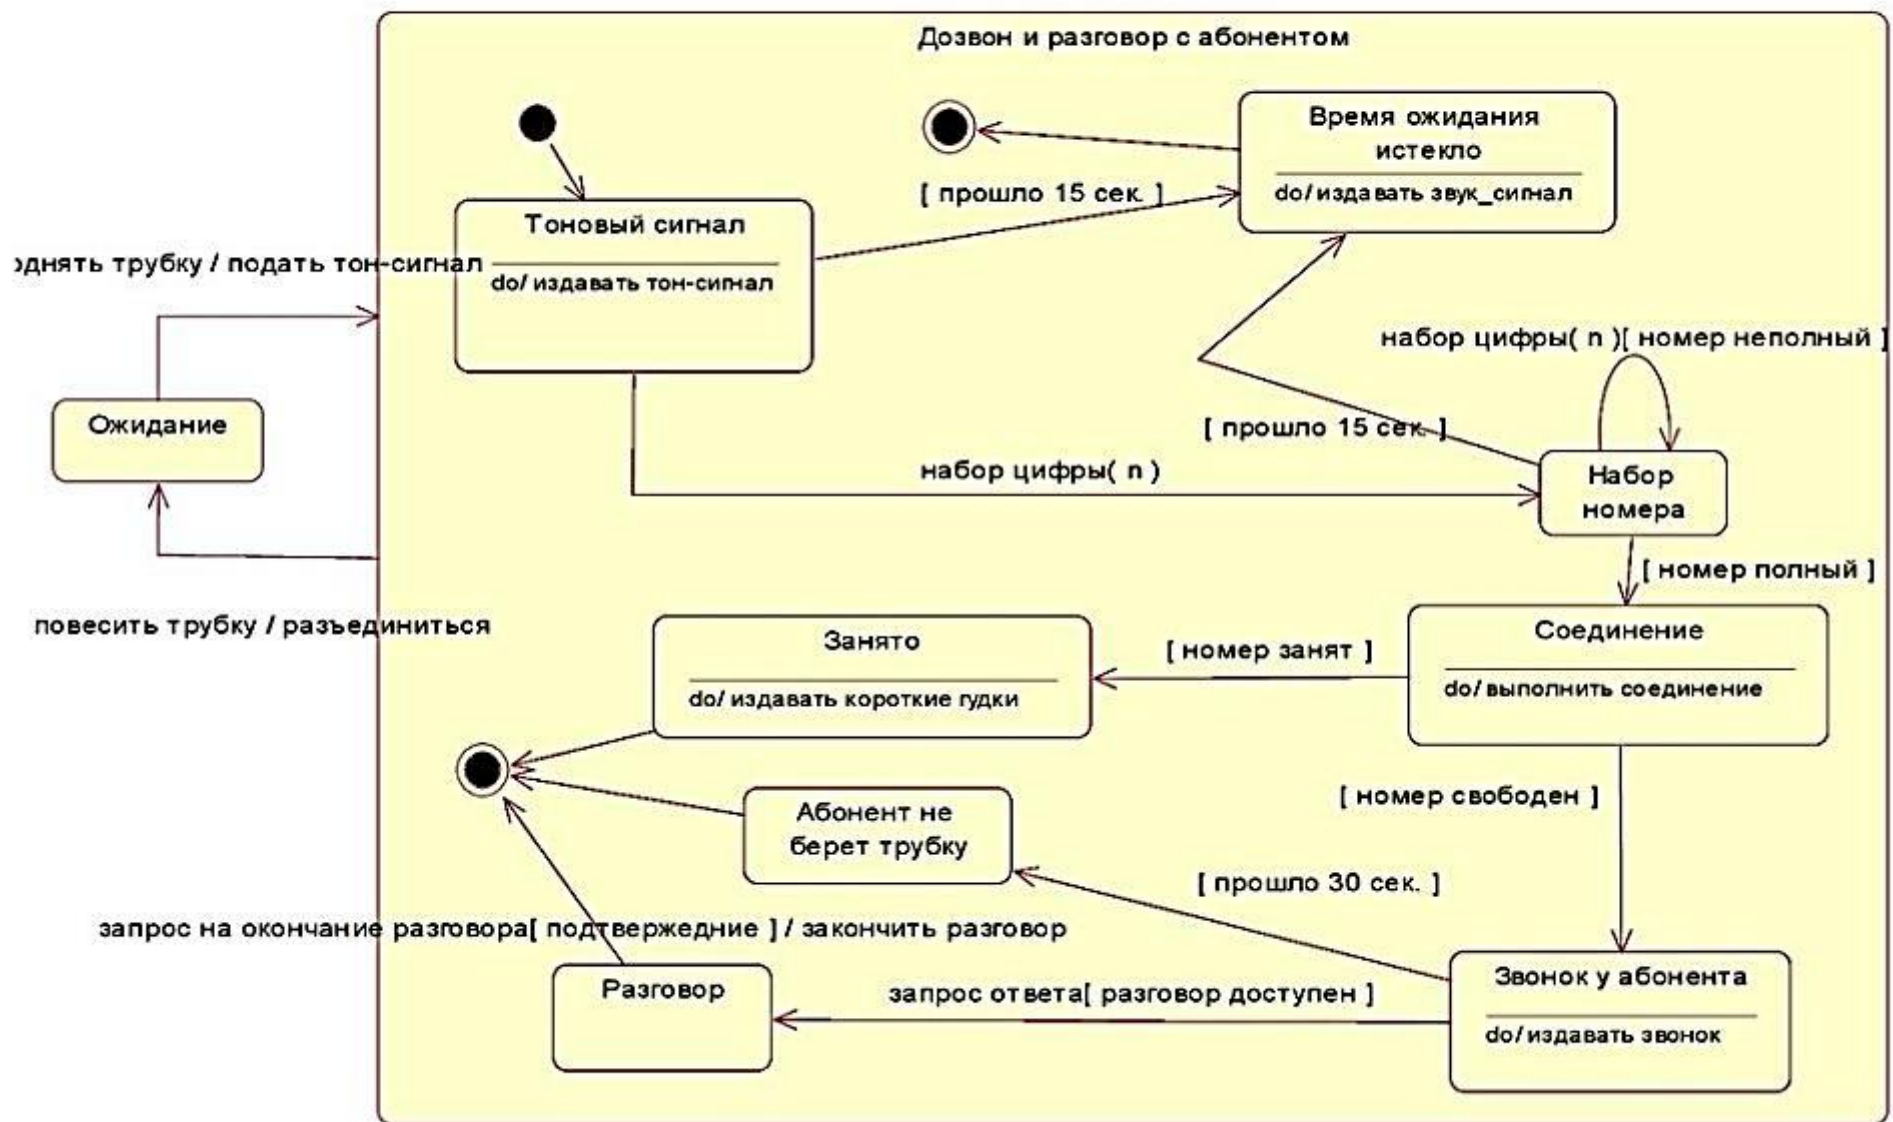 Дозвон и разговор с абонентом
Время ожидания
истекло
do/ издавать звук_сигнал
[ прошло 15 сек. ]
Тоновый сигнал
do/ издавать тон-сигнал
трубку / подать тон-сигнал
набор цифры( n )[ номер неполный ]
Ожидание
[ прошло 15 сек. ]
набор цифры( n )
Набор
номера
[ номер полный ]
повесить трубку / разъединиться
Занято
do/ издавать короткие гудки
[ номер занят ]
Соединение
do/ выполнить соединение
[ номер свободен ]
Абонент не
берет трубку
[ прошло 30 сек. ]
запрос на окончание разговора[ подтвержедние ] / закончить разговор
Разговор
запрос ответа[ разговор доступен ]
Звонок у абонента
do/ издавать звонок